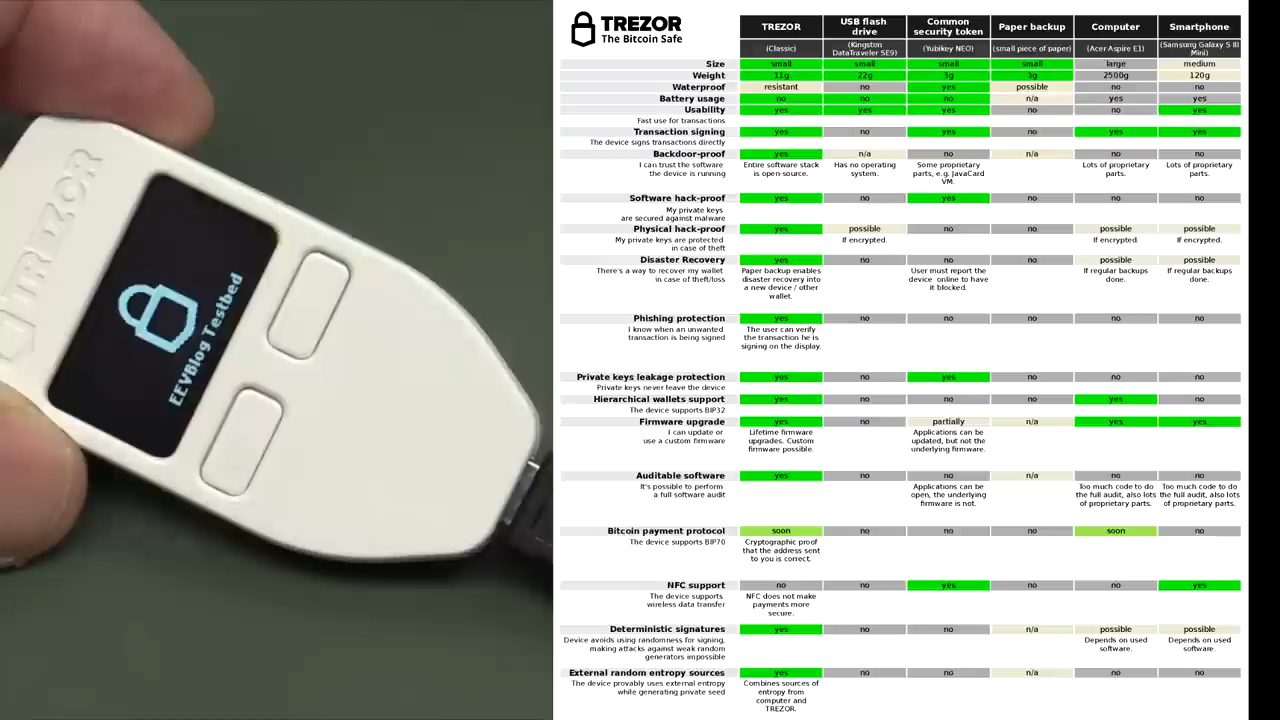 TREZOR
EEVBlog Testbed
TREZOR
The Bitcoin Safe
TREZOR
USB flash drive
Common security token
Paper backup
Computer
Smartphone
(Classic)
(Kingston DataTraveler SE9)
(Yubikey NEO)
(small piece of paper)
(Acer Aspire E1)
(Samsung Galaxy S III Mini)
Size small small small small large medium
Weight 11g 22g 3g 3g 2500g 120g
Waterproof resistant no yes possible no no
Battery usage no no no n/a yes yes
Usability yes yes yes no no yes
Fast use for transactions
Transaction signing yes no yes no yes yes
The device signs transactions directly
Backdoor-proof yes n/a no n/a no no
I can trust the software
the device is running
Entire software stack
is open-source.
Has no operating
system.
Some proprietary
parts, e.g. JavaCard
VM.
Lots of proprietary
parts.
Lots of proprietary
parts.
Software hack-proof yes no yes no no no
My private keys
are secured against malware
Physical hack-proof yes possible no no possible possible
My private keys are protected
in case of theft
If encrypted.
If encrypted.
If encrypted.
Disaster Recovery yes no no no possible possible
There's a way to recover my wallet
in case of theft/loss
Paper backup enables
disaster recovery into
a new device / other
wallet.
User must report the
device online to have
it blocked.
If regular backups
done.
If regular backups
done.
Phishing protection yes no no no no no
I know when an unwanted
transaction is being signed
The user can verify
the transaction he is
signing on the display.
Private keys leakage protection yes no yes no no no
Private keys never leave the device
Hierarchical wallets support yes no no no yes no
The device supports BIP32
Firmware upgrade yes no partially n/a yes yes
I can update or
use a custom firmware
Lifetime firmware
upgrades. Custom
firmware possible.
Applications can be
updated, but not the
underlying firmware.
Auditable software yes no no n/a no no
It's possible to perform
a full software audit
Applications can be
open, the underlying
firmware is not.
Too much code to do
the full audit, also lots
of proprietary parts.
Too much code to do
the full audit, also lots
of proprietary parts.
Bitcoin payment protocol soon no no no soon no
The device supports BIP70
Cryptographic proof
that the address sent
to you is correct.
NFC support no no yes no no yes
The device supports
wireless data transfer
NFC does not make
payments more
secure.
Deterministic signatures yes no no n/a possible possible
Device avoids using randomness for signing,
making attacks against weak random
generators impossible
Depends on used
software.
Depends on used
software.
External random entropy sources yes no no n/a no no
The device provably uses external entropy
while generating private seed
Combines sources of
entropy from
computer and
TREZOR.